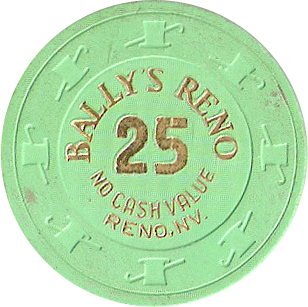 BALLY'S RENO
25
NO CASH VALUE
RENO, NV.